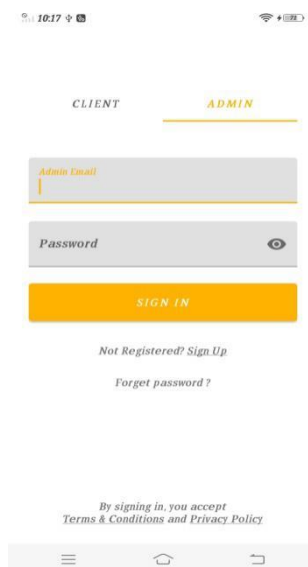 10:17
CLIENT
ADMIN
Admin Email
Password
SIGN IN
Not Registered? Sign Up
Forget password ?
By signing in, you accept
Terms & Conditions and Privacy Policy